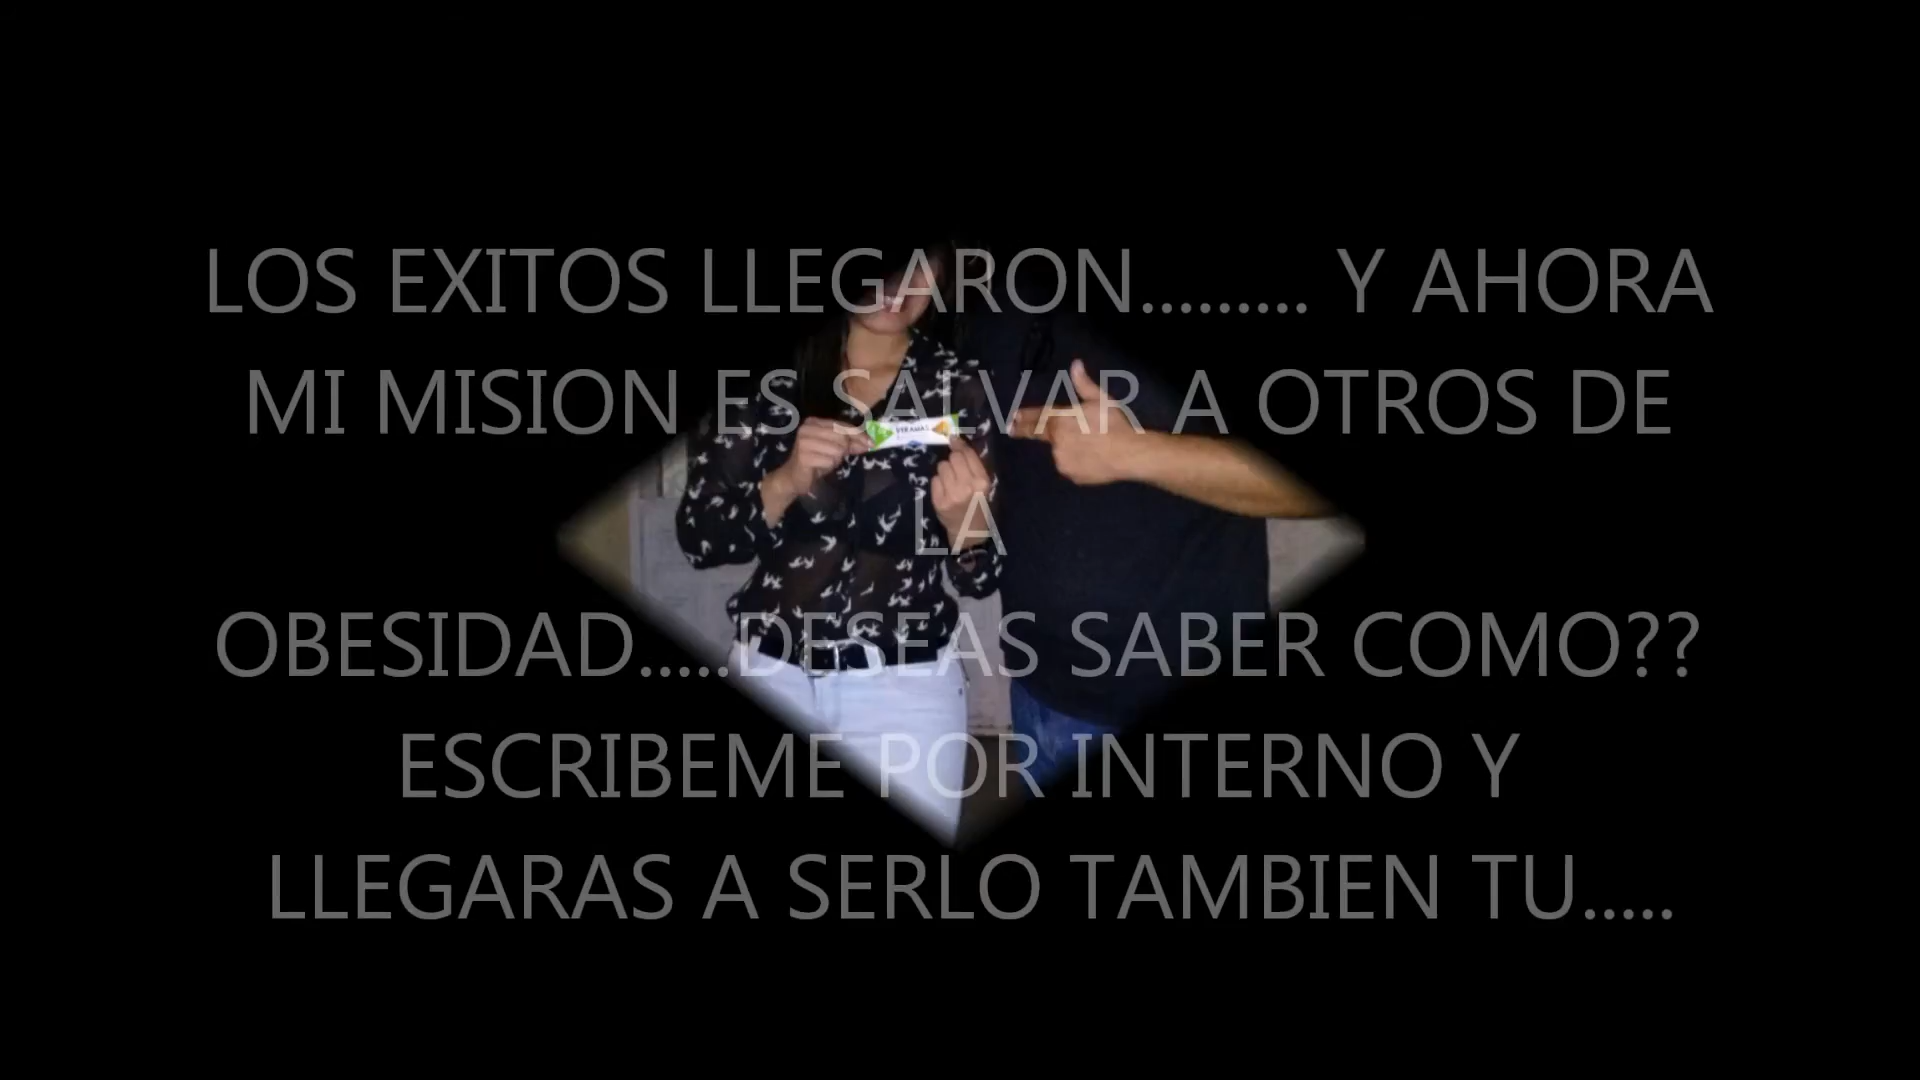 LOS EXITOS LLEGARON......... Y AHORA
MI MISION ES SALVAR A OTROS DE
LA
OBESIDAD.....DESEAS SABER COMO??
ESCRIBEME POR INTERNO Y
LLEGARAS A SERLO TAMBIEN TU.....